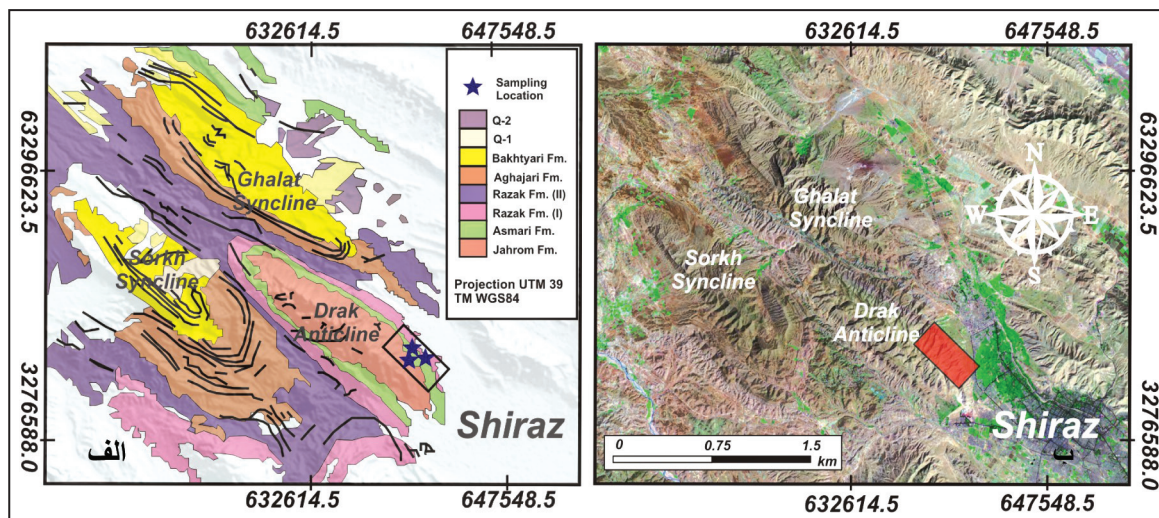 632614.5
647548.5
632614.5
647548.5
Sampling
Location
Q-2
Q-1
Bakhtyari Fm.
Aghajari Fm.
Razak Fm. (II)
Razak Fm. (I)
Asmari Fm.
Jahrom Fm.
Projection UTM 39
TM WGS84
Ghalat
Syncline
Sorkh
Syncline
Drak
Anticline
Shiraz
الف
6329623.5
3276588.0
632614.5
647548.5
N
W
E
S
Ghalat
Syncline
Sorkh
Syncline
Drak
Anticline
Shiraz
ب
0
0.75
1.5
km
6329623.5
327658.0
632614.5
647548.5